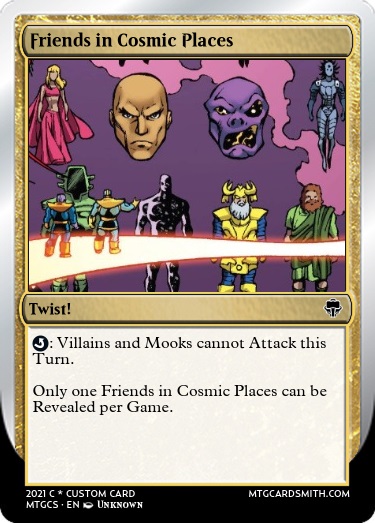 Friends in Cosmic Places
Twist!
5: Villains and Mooks cannot Attack this
Turn.
Only one Friends in Cosmic Places can be
Revealed per Game.
2021 C * CUSTOM CARD
MTGCS · EN Unknown
MTGCARDSMITH.COM